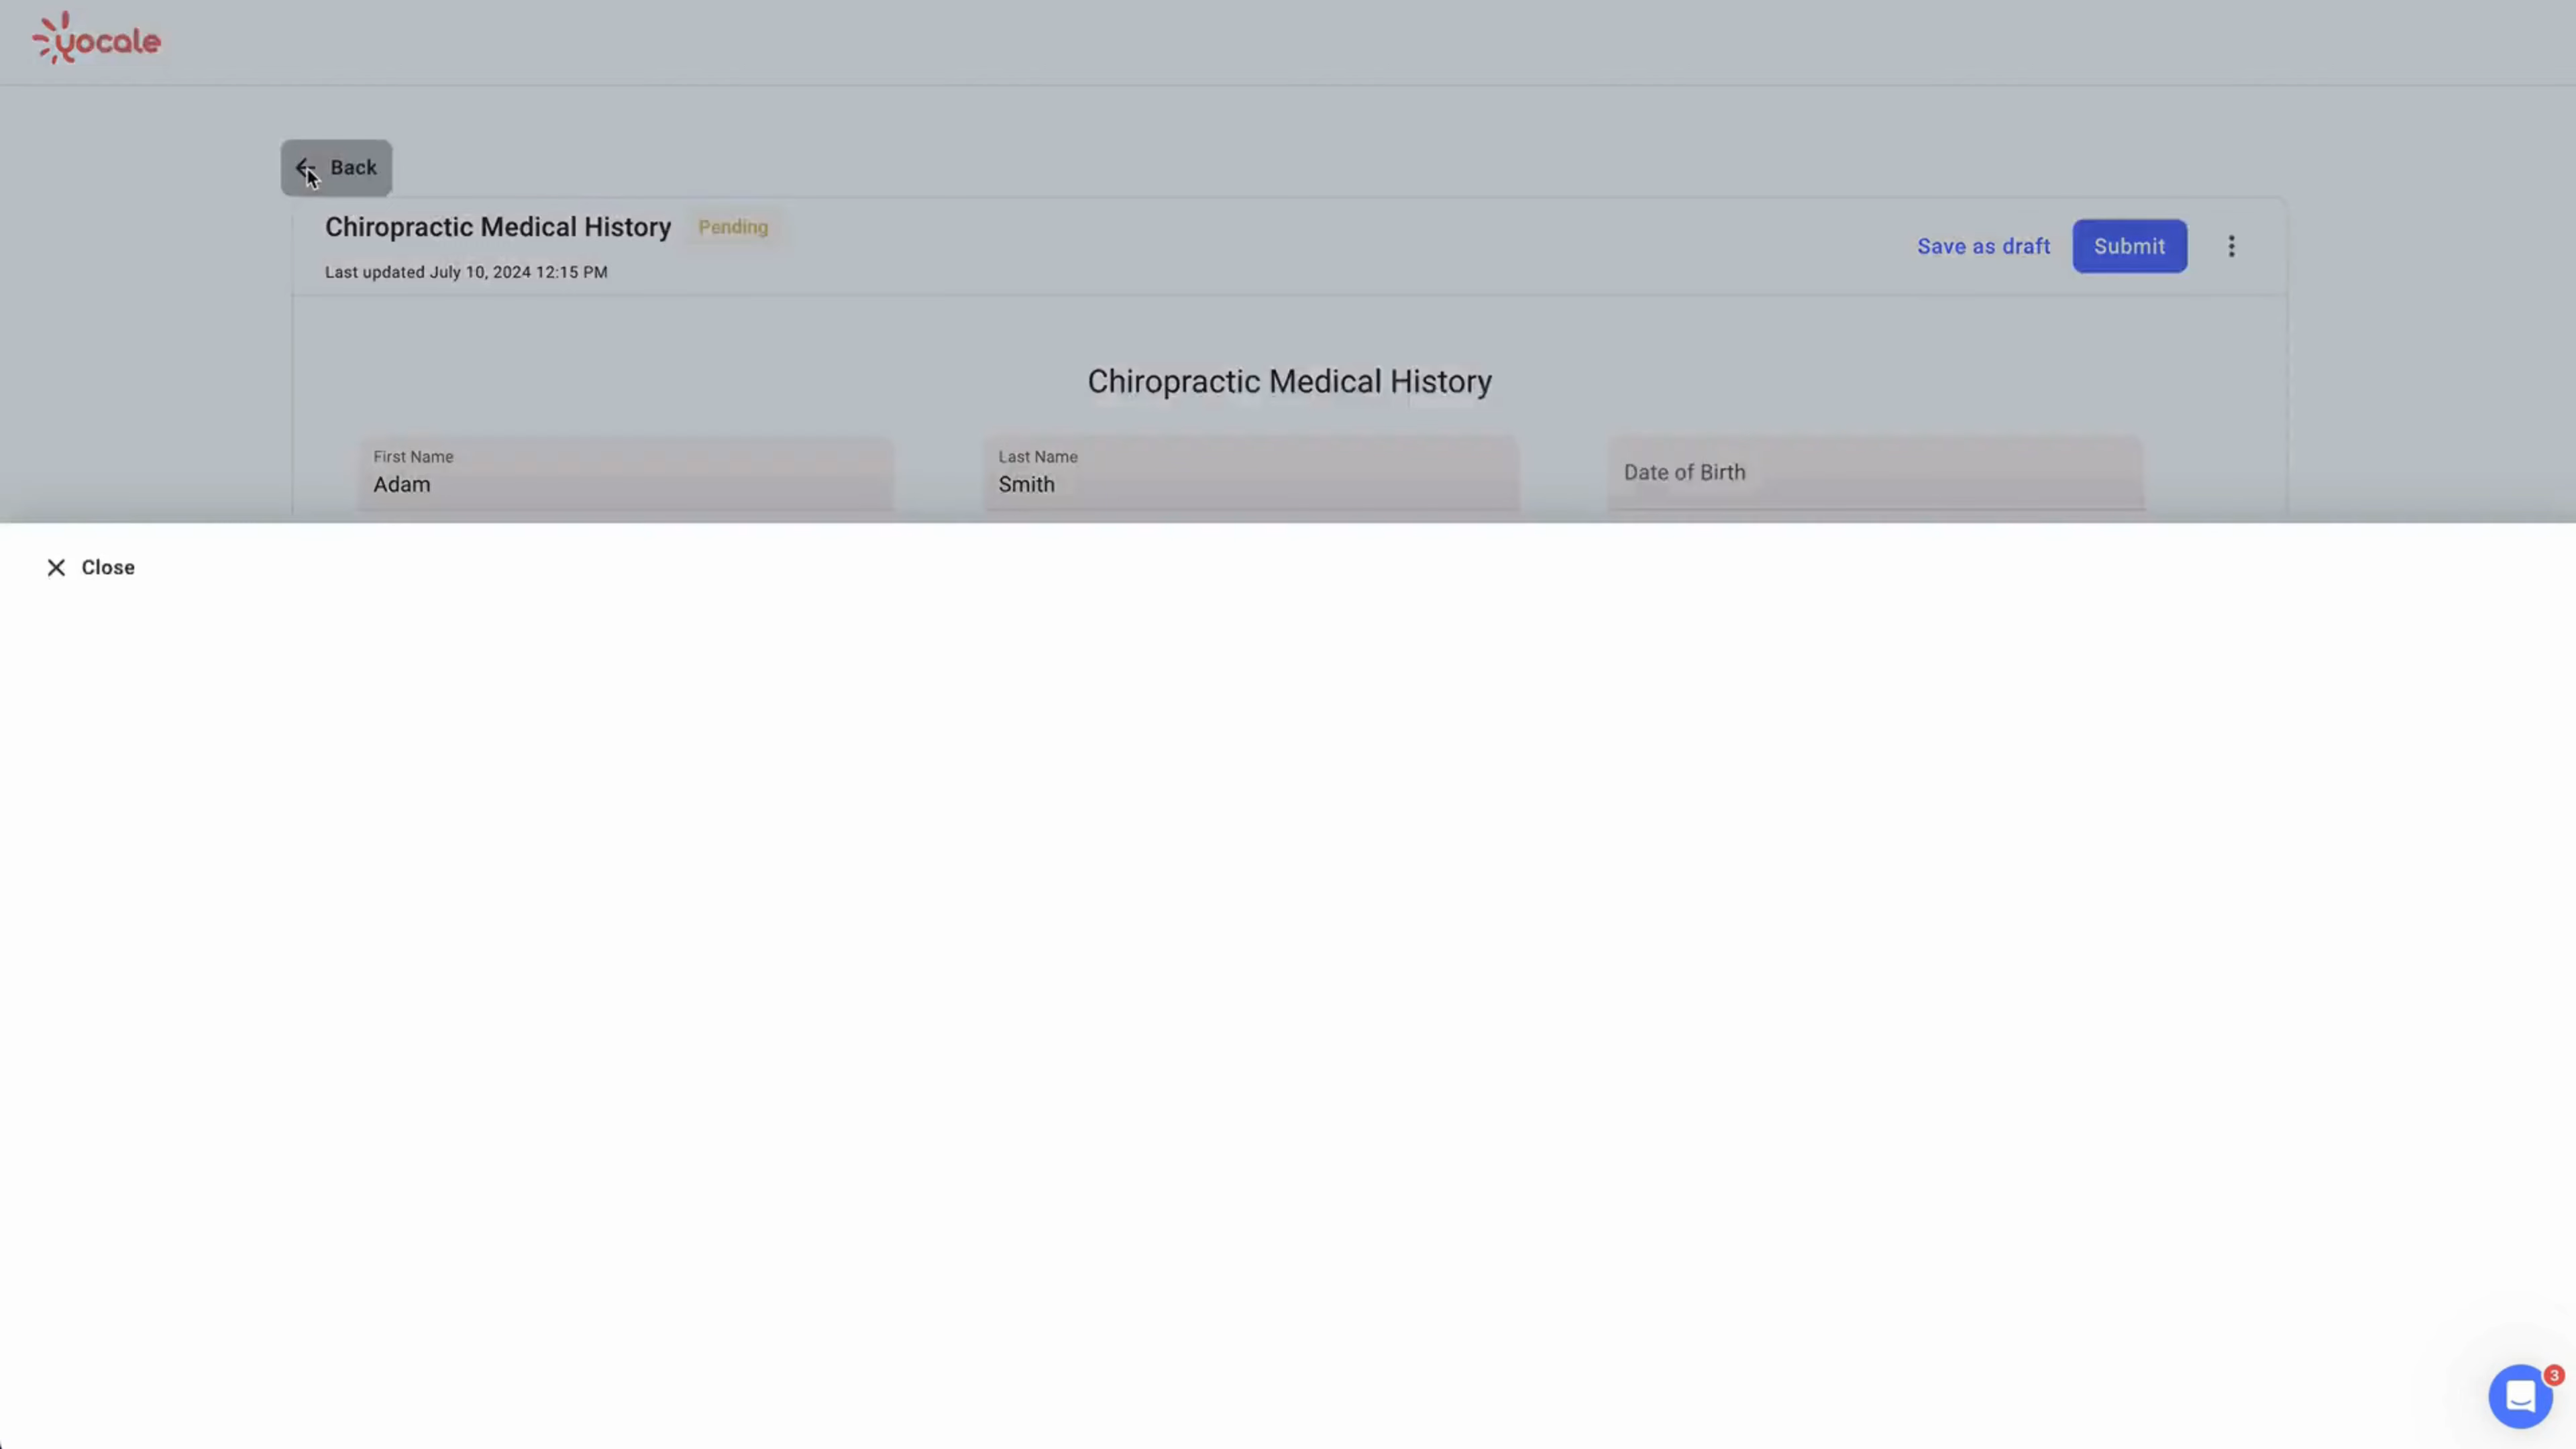 yocale
Back
Chiropractic Medical History Pending
Save as draft Submit
Last updated July 10, 2024 12:15 PM
Chiropractic Medical History
First Name Last Name Date of Birth
Adam Smith
Close
3